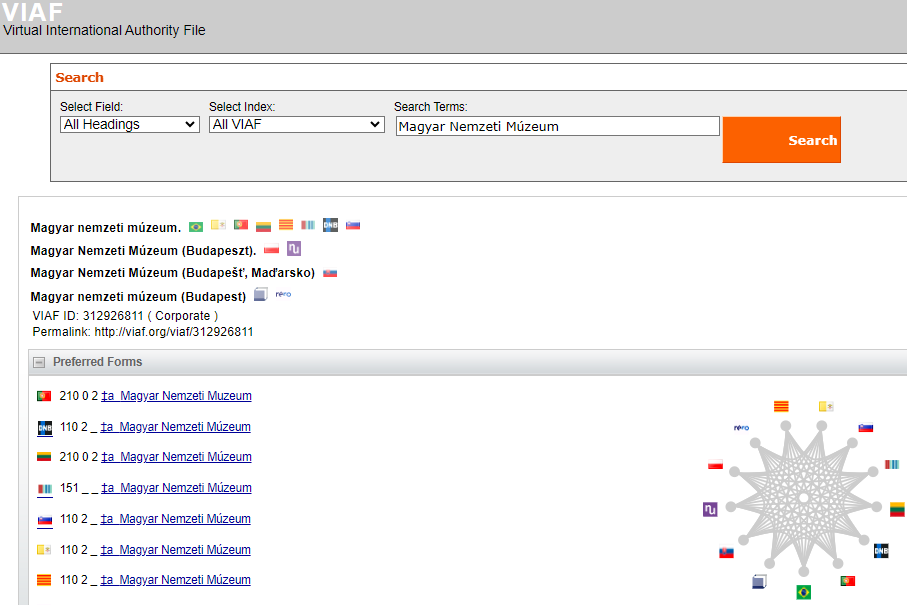 VIAF
Virtual International Authority File
Search
Select Field: Select Index: Search Terms:
All Headings All VIAF Magyar Nemzeti Múzeum Search
Magyar nemzeti múzeum. DNB
Magyar Nemzeti Múzeum (Budapeszt).
Magyar Nemzeti Múzeum (Budapešť, Maďarsko)
Magyar nemzeti múzeum (Budapest) réro
VIAF ID: 312926811 ( Corporate )
Permalink: http://viaf.org/viaf/312926811
Preferred Forms
210 0 2 ‡a Magyar Nemzeti Muzeum
DNB 110 2 _ ‡a Magyar Nemzeti Múzeum
210 0 2 ‡a Magyar Nemzeti Múzeum
151 _ _ ‡a Magyar Nemzeti Múzeum
110 2 _ ‡a Magyar Nemzeti Múzeum
110 2 _ ‡a Magyar Nemzeti Múzeum
110 2 _ ‡a Magyar Nemzeti Múzeum
réro
DNB